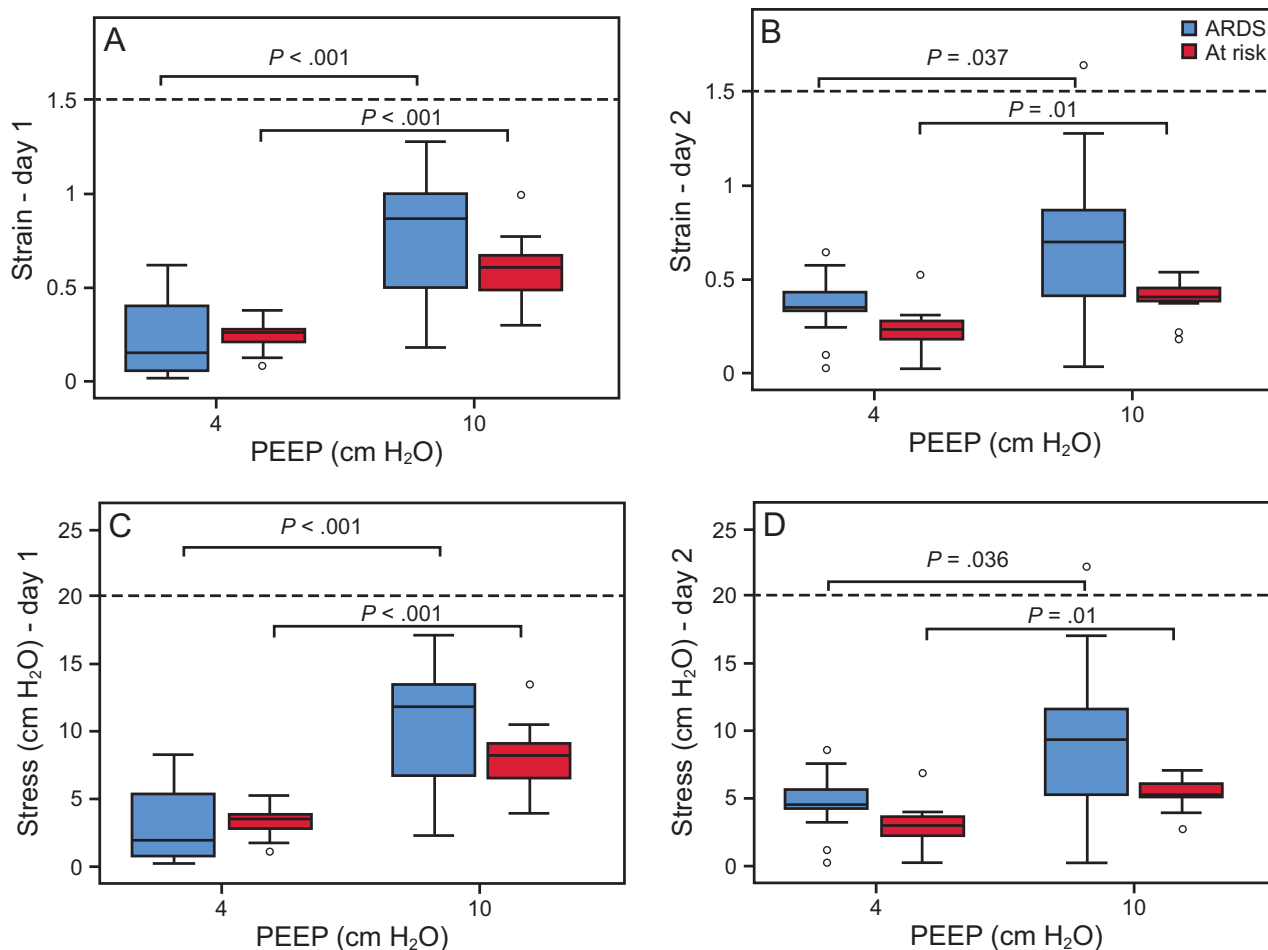 A
P < .001
P < .001
1.5
1
0.5
0
Strain - day 1
4
10
PEEP (cm H₂O)
B
ARDS
At risk
P = .037
P = .01
1.5
1
0.5
0
Strain - day 2
4
10
PEEP (cm H₂O)
C
P < .001
P < .001
25
20
15
10
5
0
Stress (cm H₂O) - day 1
4
10
PEEP (cm H₂O)
D
P = .036
P = .01
25
20
15
10
5
0
Stress (cm H₂O) - day 2
4
10
PEEP (cm H₂O)